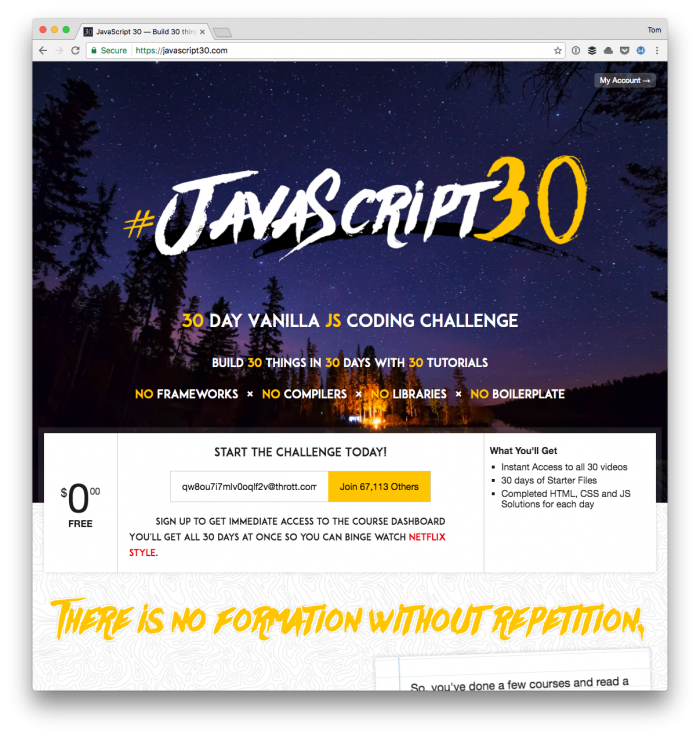 JavaScript 30 — Build 30 thin
Tom
Secure https://javascript30.com
My Account →
#JAVASCRIPT30
30 DAY VANILLA JS CODING CHALLENGE
BUILD 30 THINGS IN 30 DAYS WITH 30 TUTORIALS
NO FRAMEWORKS × NO COMPILERS × NO LIBRARIES × NO BOILERPLATE
$0 00
FREE
START THE CHALLENGE TODAY!
qw8ou7i7mlv0oqlf2v@thrott.com
Join 67,113 Others
SIGN UP TO GET IMMEDIATE ACCESS TO THE COURSE DASHBOARD
YOU'LL GET ALL 30 DAYS AT ONCE SO YOU CAN BINGE WATCH NETFLIX
STYLE.
What You'll Get
Instant Access to all 30 videos
30 days of Starter Files
Completed HTML, CSS and JS
Solutions for each day
THERE IS NO FORMATION WITHOUT REPETITION,
So, you've done a few courses and read a